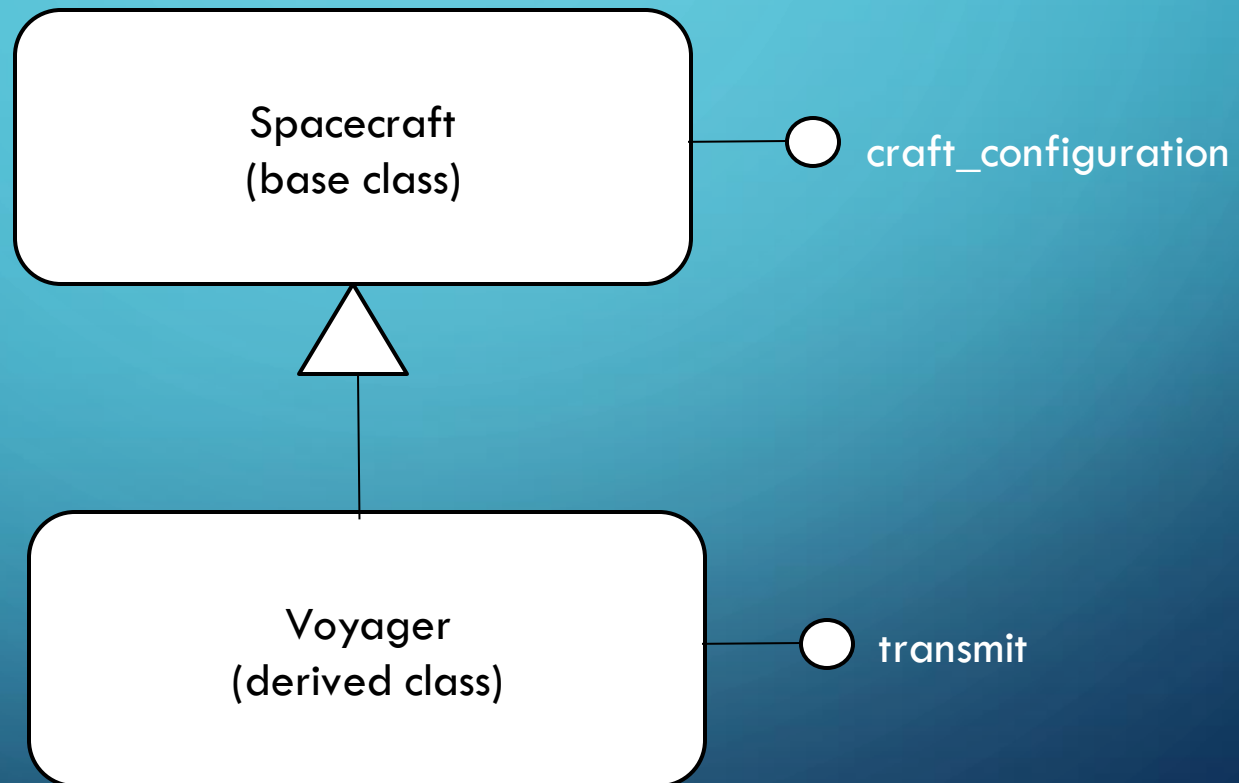 Spacecraft
(base class)
craft_configuration
Voyager
(derived class)
transmit